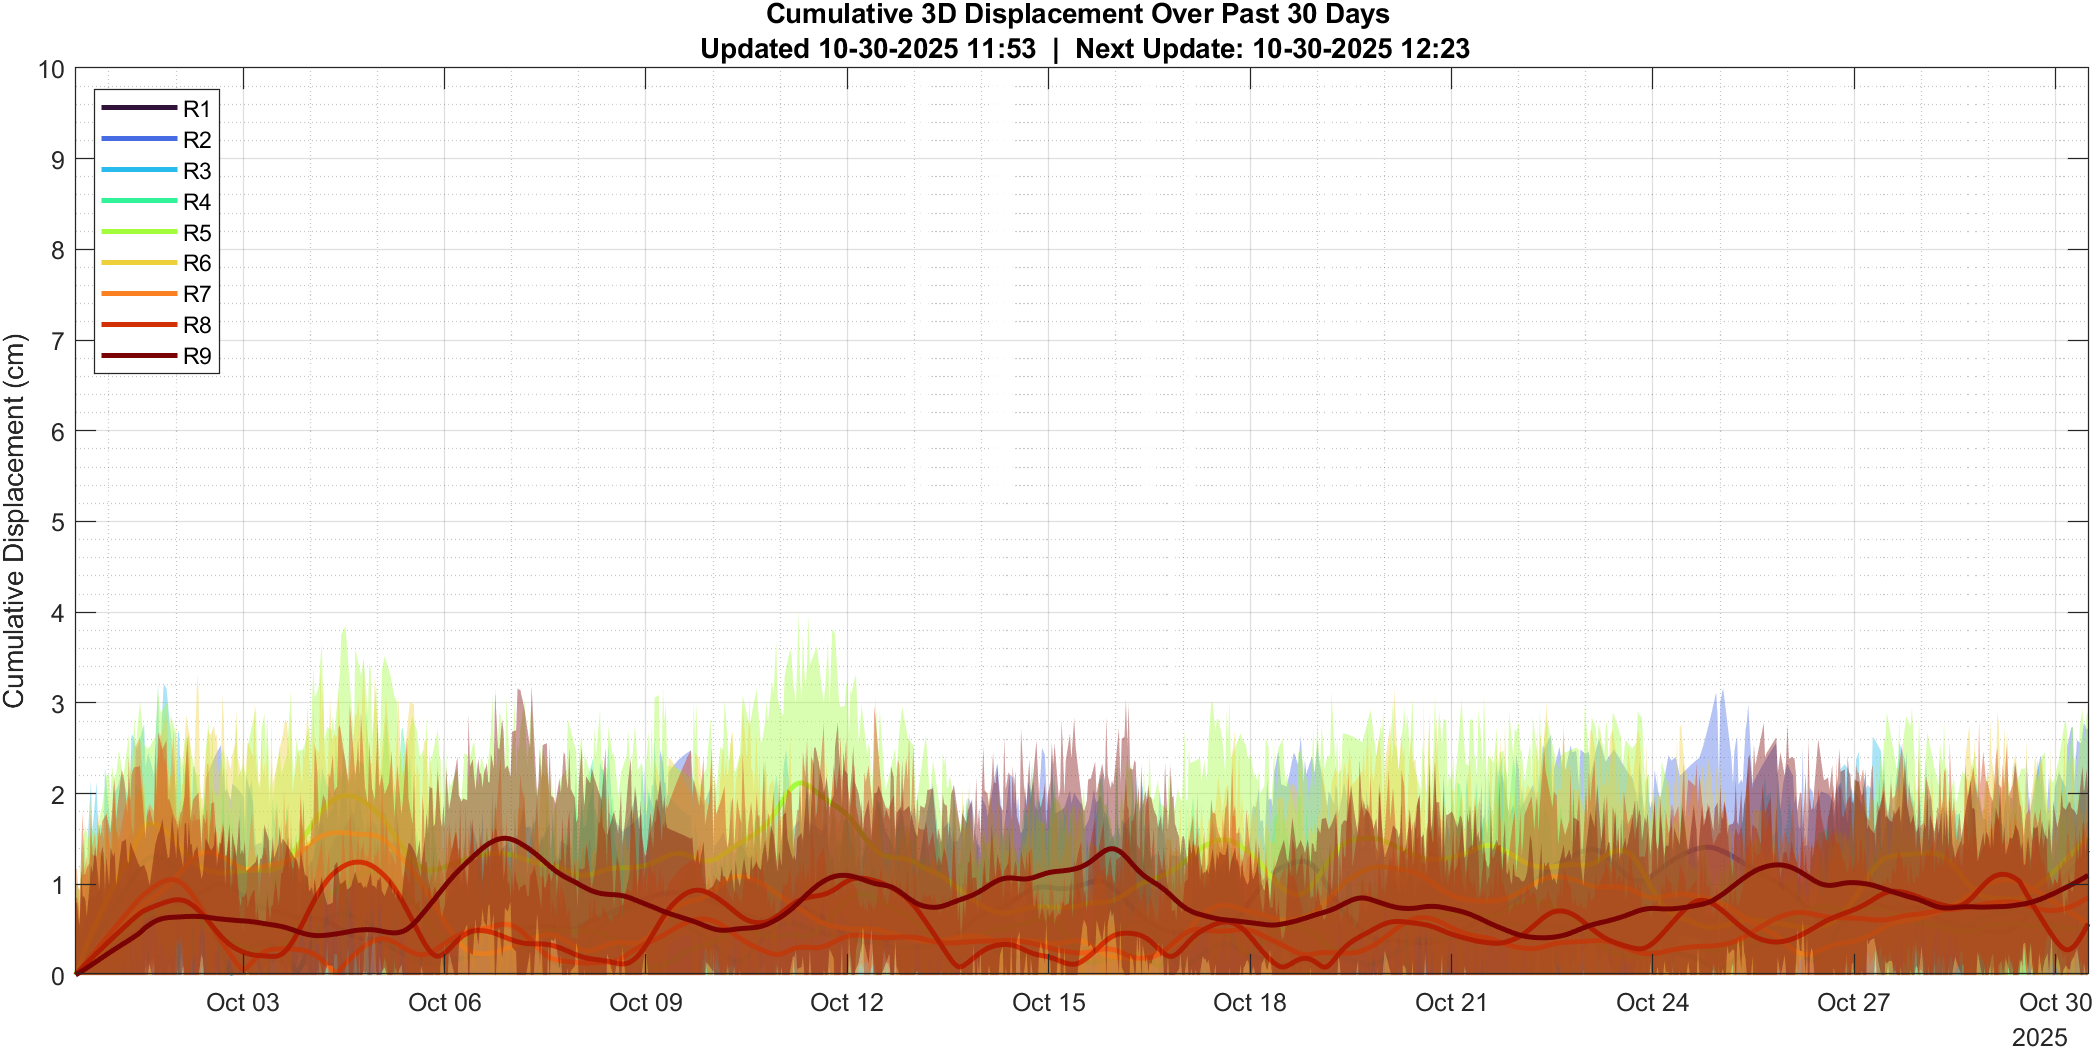 Cumulative 3D Displacement Over Past 30 Days
Updated 10-30-2025 11:53 | Next Update: 10-30-2025 12:23
Cumulative Displacement (cm)
10
9
8
7
6
5
4
3
2
1
0
R1
R2
R3
R4
R5
R6
R7
R8
R9
Oct 03
Oct 06
Oct 09
Oct 12
Oct 15
Oct 18
Oct 21
Oct 24
Oct 27
Oct 30
2025